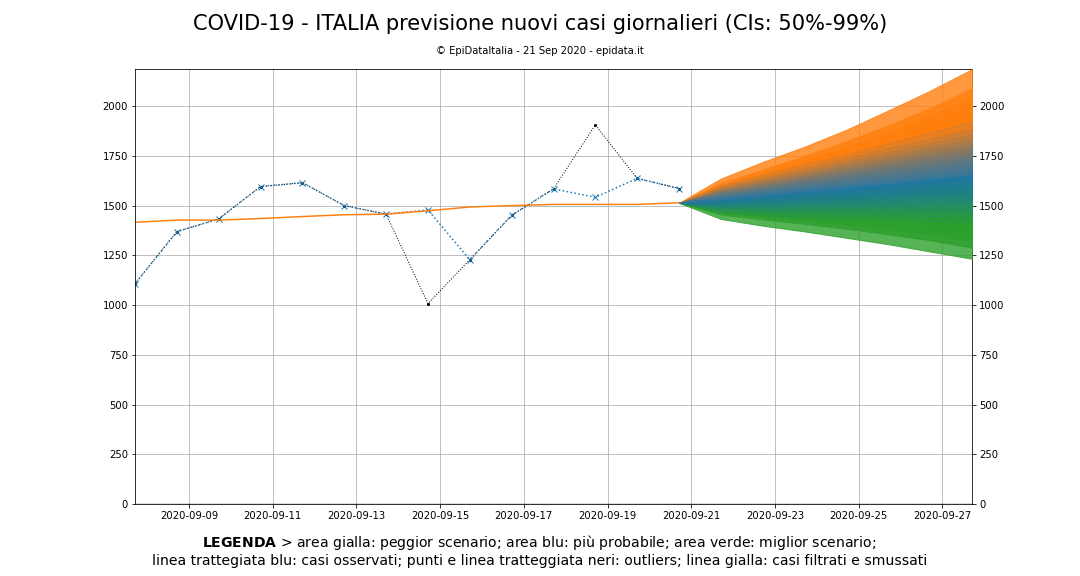 COVID-19 - ITALIA previsione nuovi casi giornalieri (CIs: 50%-99%)
© EpiDataItalia - 21 Sep 2020 - epidata.it
2000 2000
1750 1750
1500 1500
1250 1250
1000 1000
750 750
500 500
250 250
0 0
2020-09-09 2020-09-11 2020-09-13 2020-09-15 2020-09-17 2020-09-19 2020-09-21 2020-09-23 2020-09-25 2020-09-27
LEGENDA > area gialla: peggior scenario; area blu: più probabile; area verde: miglior scenario;
linea trattegiata blu: casi osservati; punti e linea tratteggiata neri: outliers; linea gialla: casi filtrati e smussati